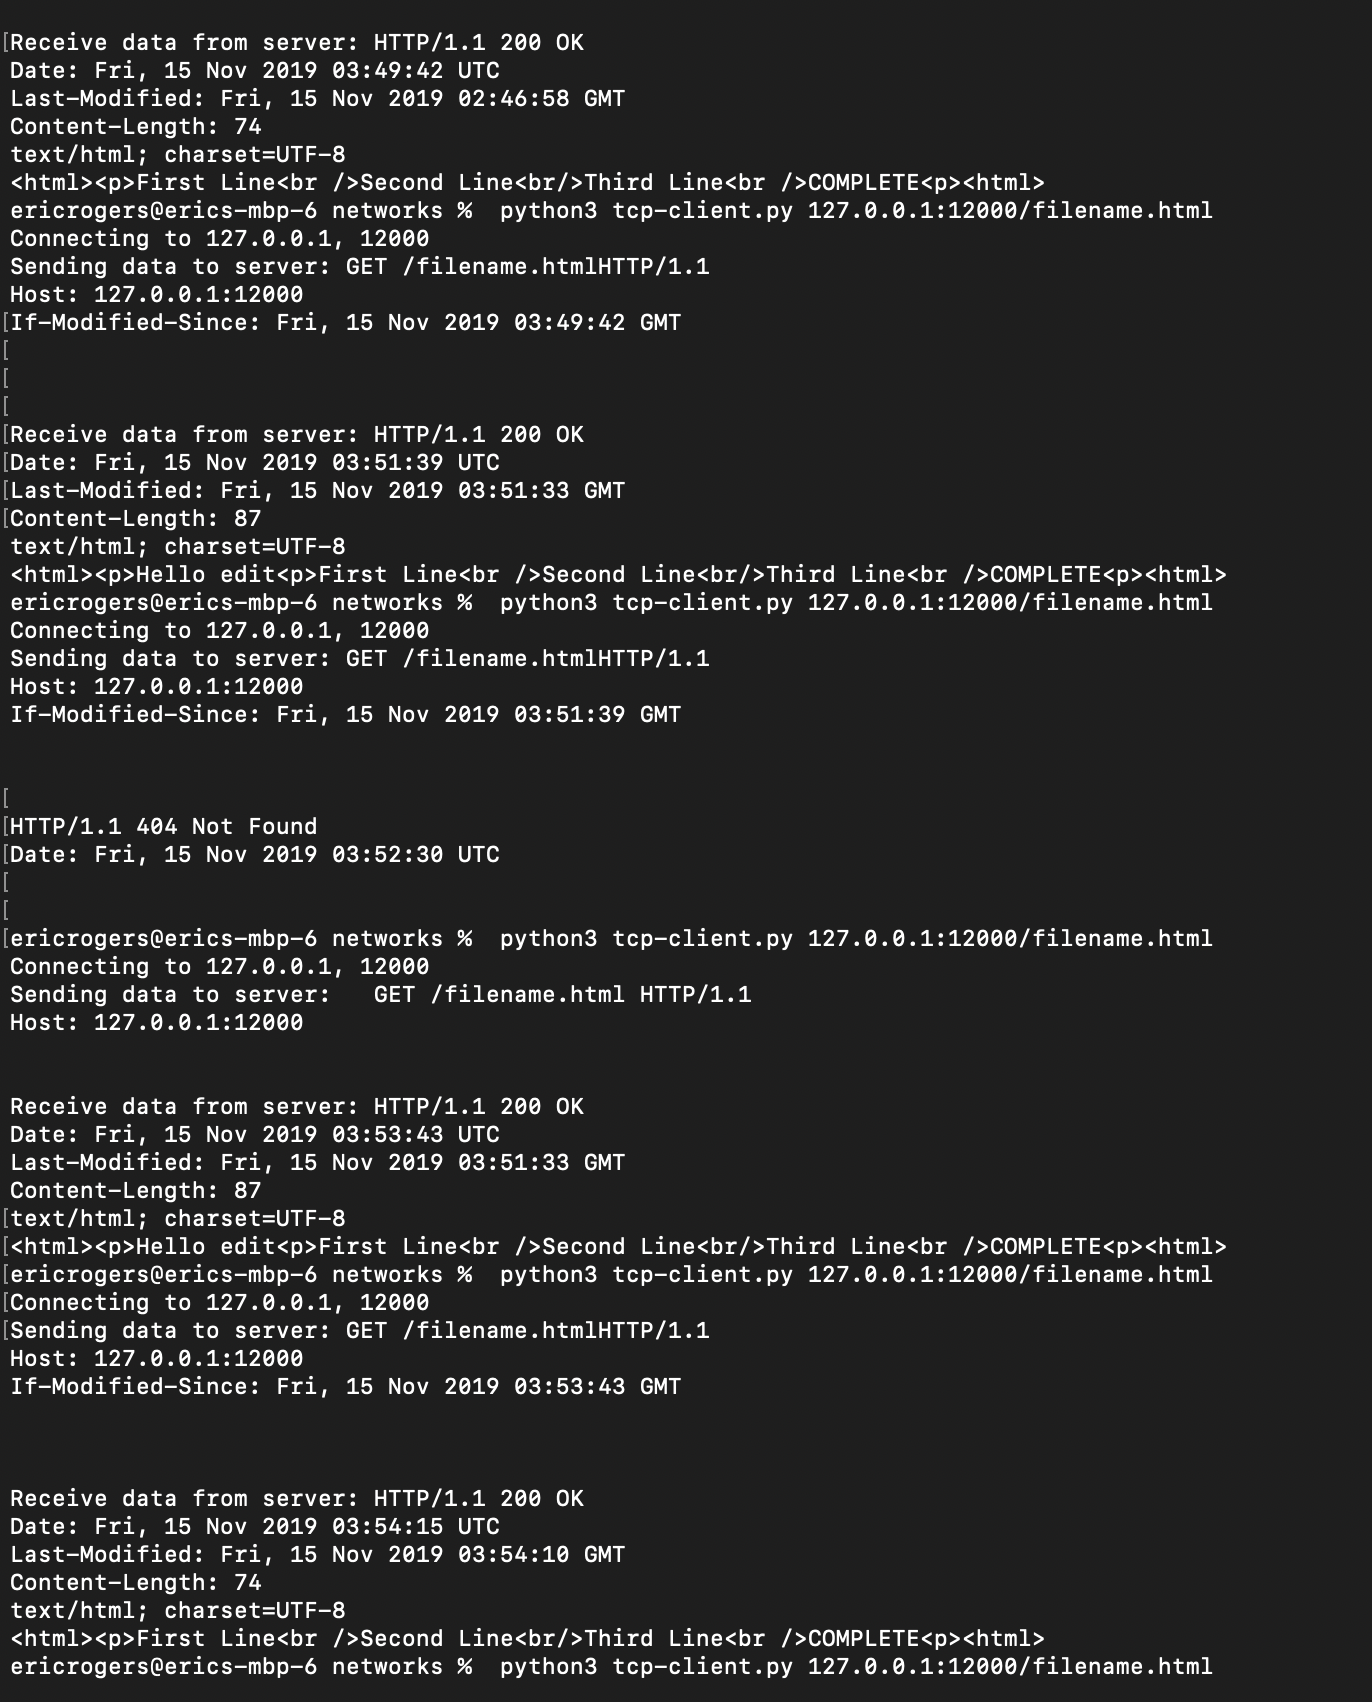 [Receive data from server: HTTP/1.1 200 OK
Date: Fri, 15 Nov 2019 03:49:42 UTC
Last-Modified: Fri, 15 Nov 2019 02:46:58 GMT
Content-Length: 74
text/html; charset=UTF-8
<html><p>First Line<br />Second Line<br/>Third Line<br />COMPLETE<p><html>
ericrogers@erics-mbp-6 networks %  python3 tcp-client.py 127.0.0.1:12000/filename.html
Connecting to 127.0.0.1, 12000
Sending data to server: GET /filename.htmlHTTP/1.1
Host: 127.0.0.1:12000
[If-Modified-Since: Fri, 15 Nov 2019 03:49:42 GMT
[
[
[
[Receive data from server: HTTP/1.1 200 OK
[Date: Fri, 15 Nov 2019 03:51:39 UTC
[Last-Modified: Fri, 15 Nov 2019 03:51:33 GMT
[Content-Length: 87
text/html; charset=UTF-8
<html><p>Hello edit<p>First Line<br />Second Line<br/>Third Line<br />COMPLETE<p><html>
ericrogers@erics-mbp-6 networks %  python3 tcp-client.py 127.0.0.1:12000/filename.html
Connecting to 127.0.0.1, 12000
Sending data to server: GET /filename.htmlHTTP/1.1
Host: 127.0.0.1:12000
If-Modified-Since: Fri, 15 Nov 2019 03:51:39 GMT
[
[HTTP/1.1 404 Not Found
[Date: Fri, 15 Nov 2019 03:52:30 UTC
[
[
[ericrogers@erics-mbp-6 networks %  python3 tcp-client.py 127.0.0.1:12000/filename.html
Connecting to 127.0.0.1, 12000
Sending data to server:   GET /filename.html HTTP/1.1
Host: 127.0.0.1:12000
Receive data from server: HTTP/1.1 200 OK
Date: Fri, 15 Nov 2019 03:53:43 UTC
Last-Modified: Fri, 15 Nov 2019 03:51:33 GMT
Content-Length: 87
[text/html; charset=UTF-8
[<html><p>Hello edit<p>First Line<br />Second Line<br/>Third Line<br />COMPLETE<p><html>
[ericrogers@erics-mbp-6 networks %  python3 tcp-client.py 127.0.0.1:12000/filename.html
[Connecting to 127.0.0.1, 12000
[Sending data to server: GET /filename.htmlHTTP/1.1
Host: 127.0.0.1:12000
If-Modified-Since: Fri, 15 Nov 2019 03:53:43 GMT
Receive data from server: HTTP/1.1 200 OK
Date: Fri, 15 Nov 2019 03:54:15 UTC
Last-Modified: Fri, 15 Nov 2019 03:54:10 GMT
Content-Length: 74
text/html; charset=UTF-8
<html><p>First Line<br />Second Line<br/>Third Line<br />COMPLETE<p><html>
ericrogers@erics-mbp-6 networks %  python3 tcp-client.py 127.0.0.1:12000/filename.html